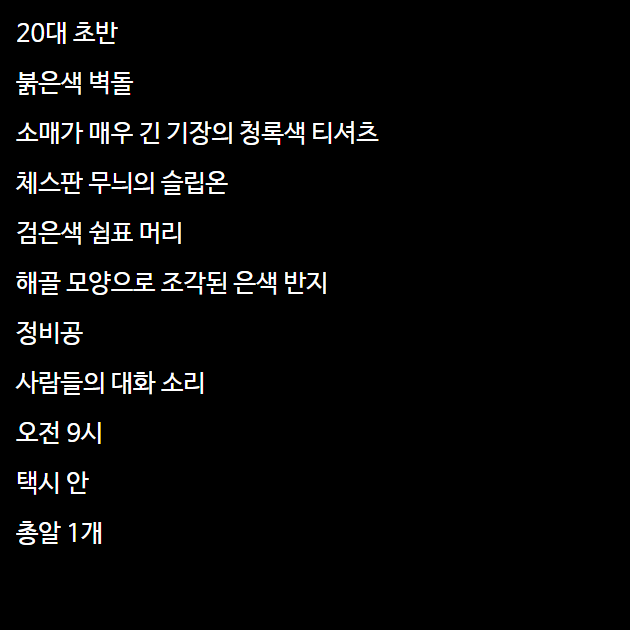 20대 초반
붉은색 벽돌
소매가 매우 긴 기장의 청록색 티셔츠
체스판 무늬의 슬립온
검은색 쉼표 머리
해골 모양으로 조각된 은색 반지
정비공
사람들의 대화 소리
오전 9시
택시 안
총알 1개